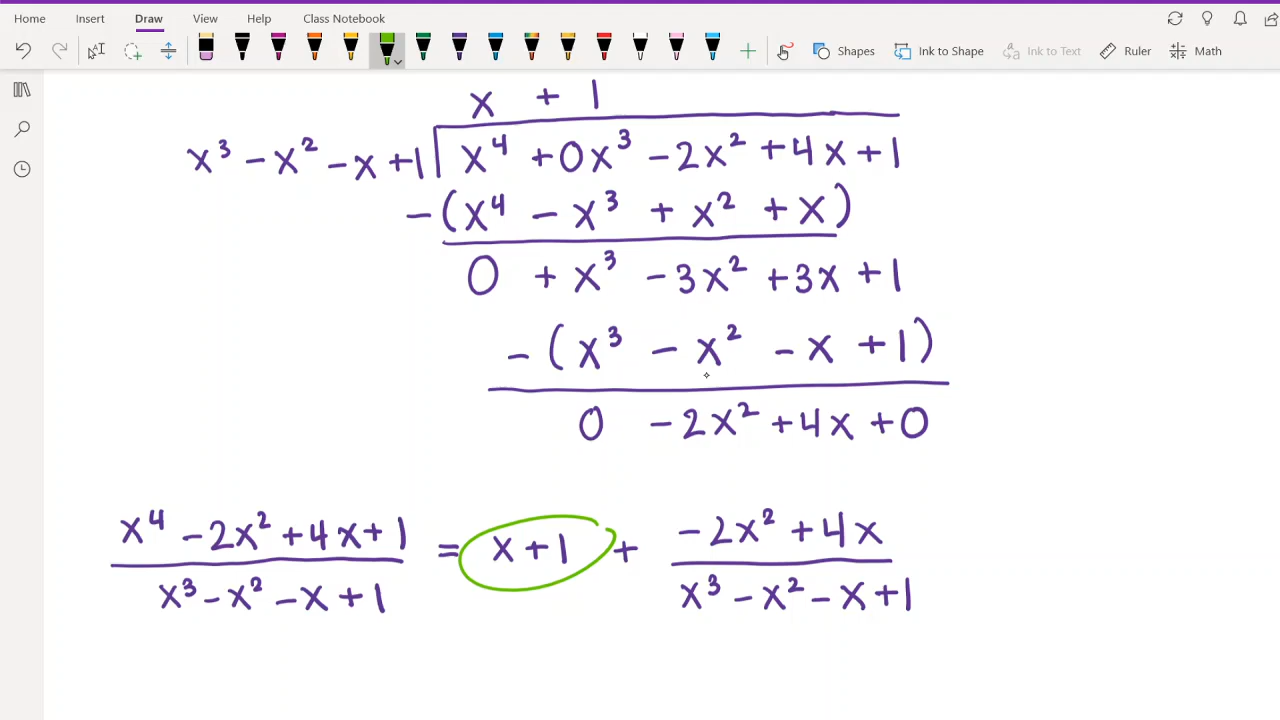 Home Insert Draw View Help Class Notebook
Shapes Ink to Shape Ink to Text Ruler Math
x + 1
x³ - x² - x + 1 x⁴ + 0x³ - 2x² + 4x + 1
- (x⁴ - x³ + x² + x)
0 + x³ - 3x² + 3x + 1
- (x³ - x² - x + 1)
0 - 2x² + 4x + 0
x⁴ - 2x² + 4x + 1 = x + 1 + - 2x² + 4x
x³ - x² - x + 1 x³ - x² - x + 1